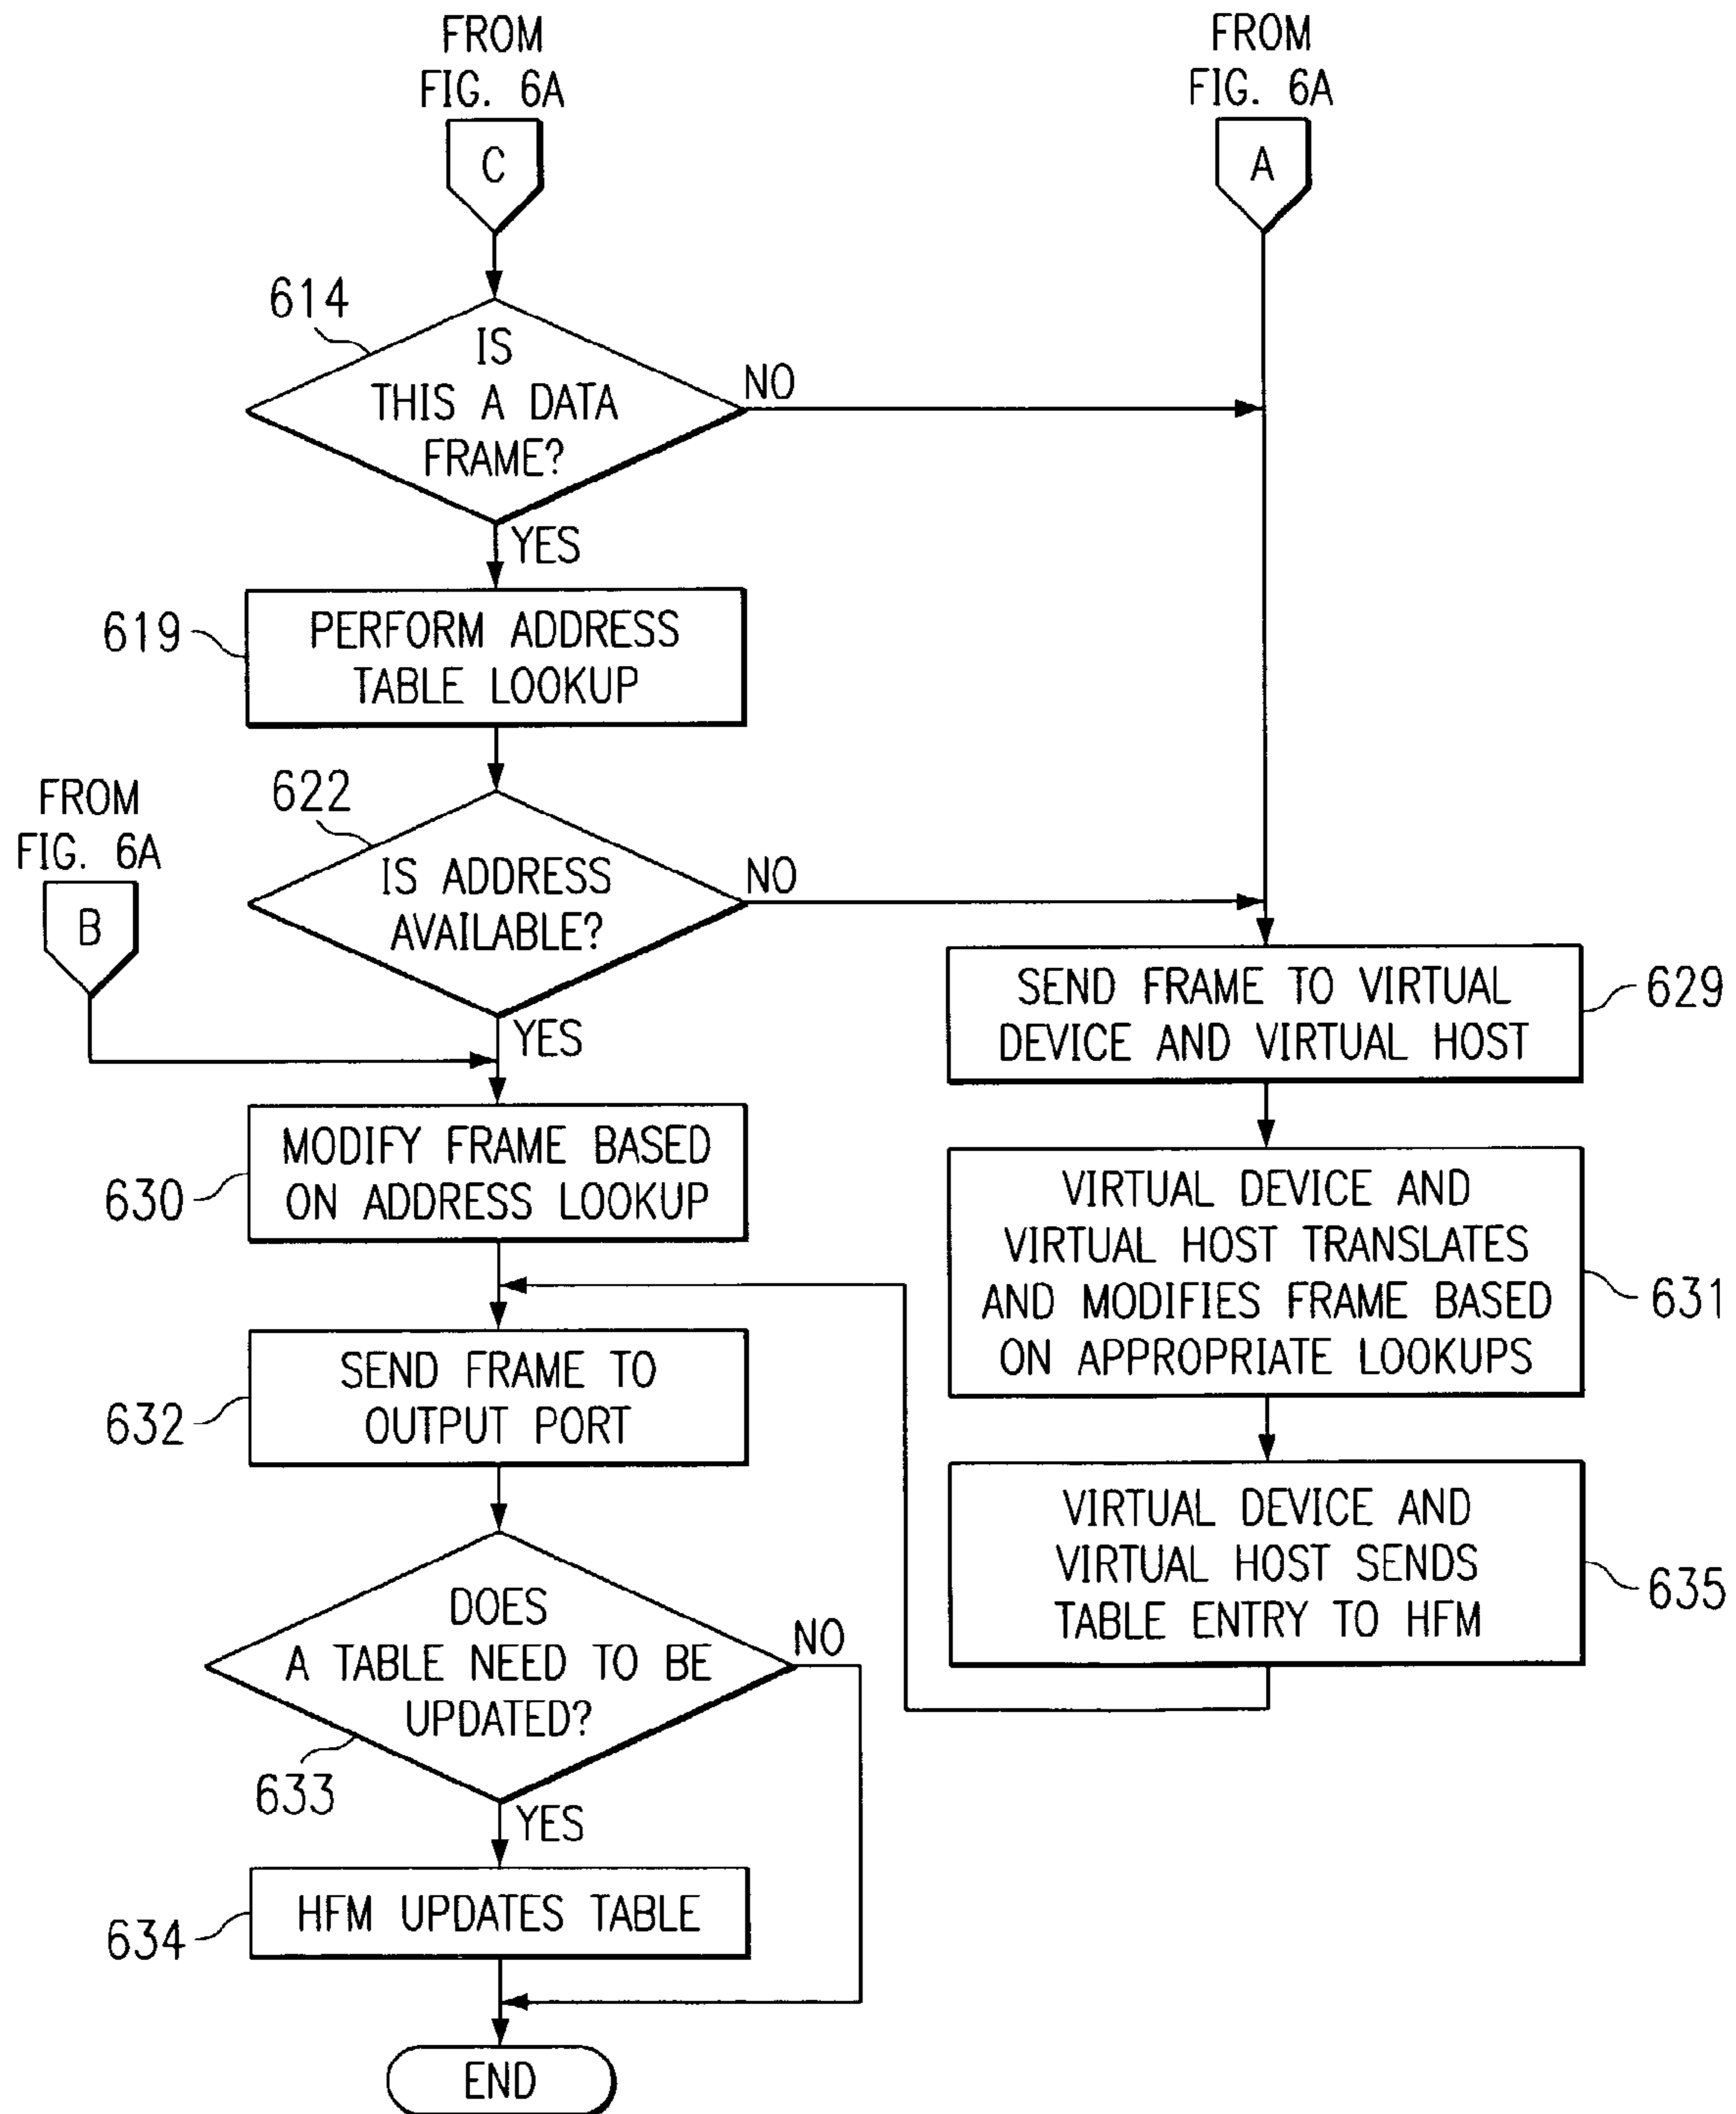 FROM
FIG. 6A
C
FROM
FIG. 6A
A
614
IS
THIS A DATA
FRAME?
NO
YES
619
PERFORM ADDRESS
TABLE LOOKUP
FROM
FIG. 6A
B
622
IS ADDRESS
AVAILABLE?
NO
YES
SEND FRAME TO VIRTUAL
DEVICE AND VIRTUAL HOST
629
630
MODIFY FRAME BASED
ON ADDRESS LOOKUP
VIRTUAL DEVICE AND
VIRTUAL HOST TRANSLATES
AND MODIFIES FRAME BASED
ON APPROPRIATE LOOKUPS
631
632
SEND FRAME TO
OUTPUT PORT
VIRTUAL DEVICE AND
VIRTUAL HOST SENDS
TABLE ENTRY TO HFM
635
DOES
A TABLE NEED TO BE
UPDATED?
NO
633
YES
634
HFM UPDATES TABLE
END